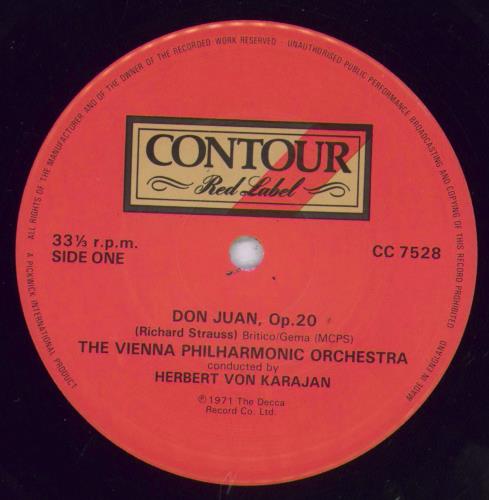 ALL RIGHTS OF THE MANUFACTURER AND OF THE OWNER OF THE RECORDED WORK RESERVED - UNAUTHORISED PUBLIC PERFORMANCE BROADCASTING AND COPYING OF THIS RECORD PROHIBITED
CONTOUR
Red Label
33⅓ r.p.m.
SIDE ONE
CC 7528
A PICKWICK INTERNATIONAL PRODUCT
MADE IN ENGLAND
DON JUAN, Op.20
(Richard Strauss) Britico/Gema (MCPS)
THE VIENNA PHILHARMONIC ORCHESTRA
conducted by
HERBERT VON KARAJAN
℗1971 The Decca
Record Co. Ltd.